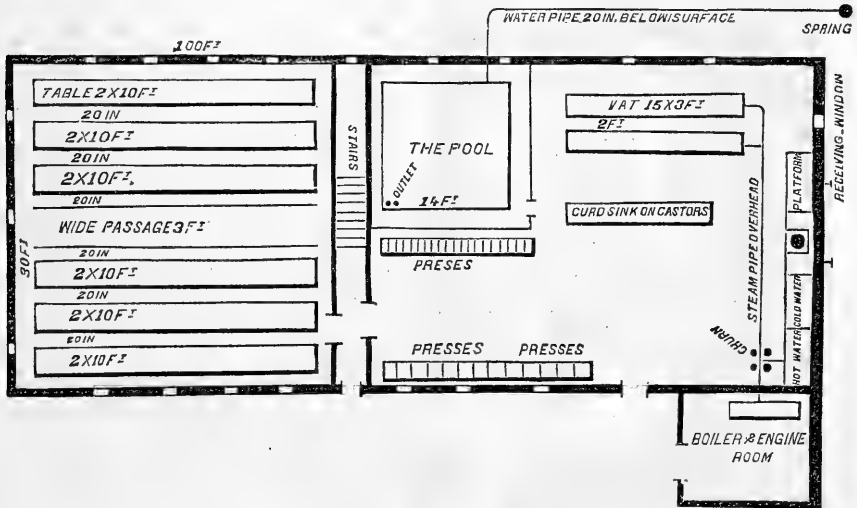 WATER PIPE, 20 IN. BELOW SURFACE
SPRING
100 FT
TABLE 2X10 FT
20 IN
2X10 FT
20 IN
2X10 FT.
20 IN
WIDE PASSAGE 3 FT
20 IN
2X10 FT
20 IN
2X10 FT
20 IN
2X10 FT
30 FT
STAIRS
THE POOL
OUTLET
14 FT
PRESES
PRESSES PRESSES
VAT 15X3 FT
2 FT
CURD SINK ON CASTORS
STEAM PIPE OVERHEAD
CHURN
PLATFORM
COLD WATER
HOT WATER
RECEIVING WINDOW
BOILER & ENGINE
ROOM